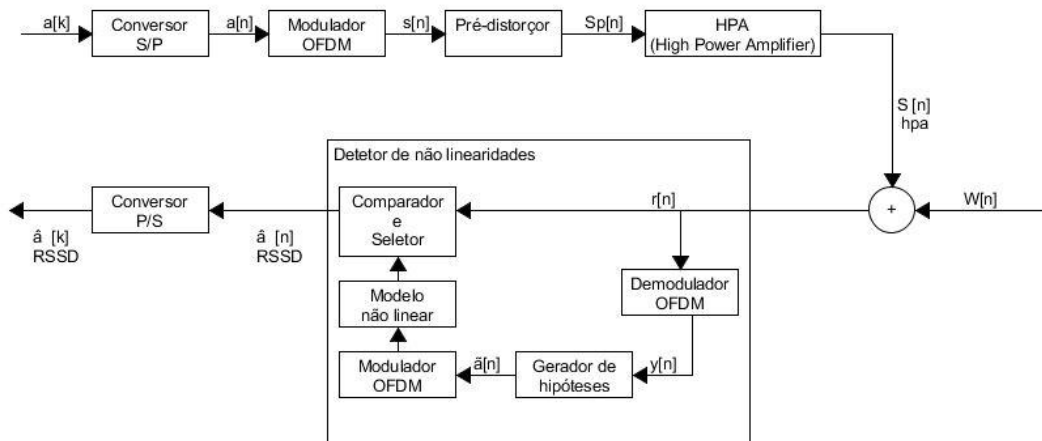 a[k]
Conversor
S/P
a[n]
Modulador
OFDM
s[n]
Pré-distorçor
Sp[n]
HPA
(High Power Amplifier)
S [n]
hpa
Detetor de não linearidades
Conversor
P/S
Comparador
e
Seletor
r[n]
+
W[n]
â [k]
RSSD
â [n]
RSSD
Modelo
não linear
Demodulador
OFDM
Modulador
OFDM
ã[n]
Gerador de
hipóteses
y[n]